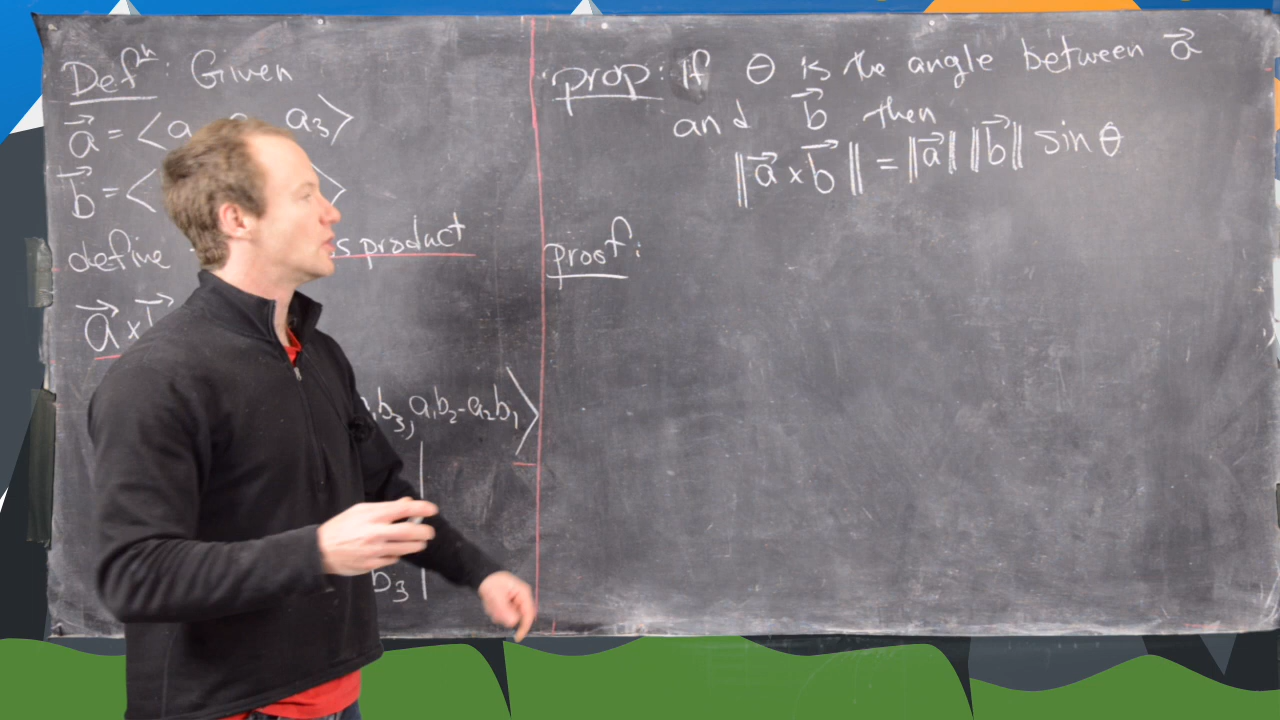 Defⁿ: Given
a⃗ = ⟨a a₃⟩
b⃗ = ⟨ ⟩
define s product
a⃗ ×
b₃, a₁b₂-a₂b₁⟩
b₃
prop: If θ is the angle between a⃗
and b⃗ then
‖a⃗ × b⃗‖ = ‖a⃗‖ ‖b⃗‖ sin θ
proof: